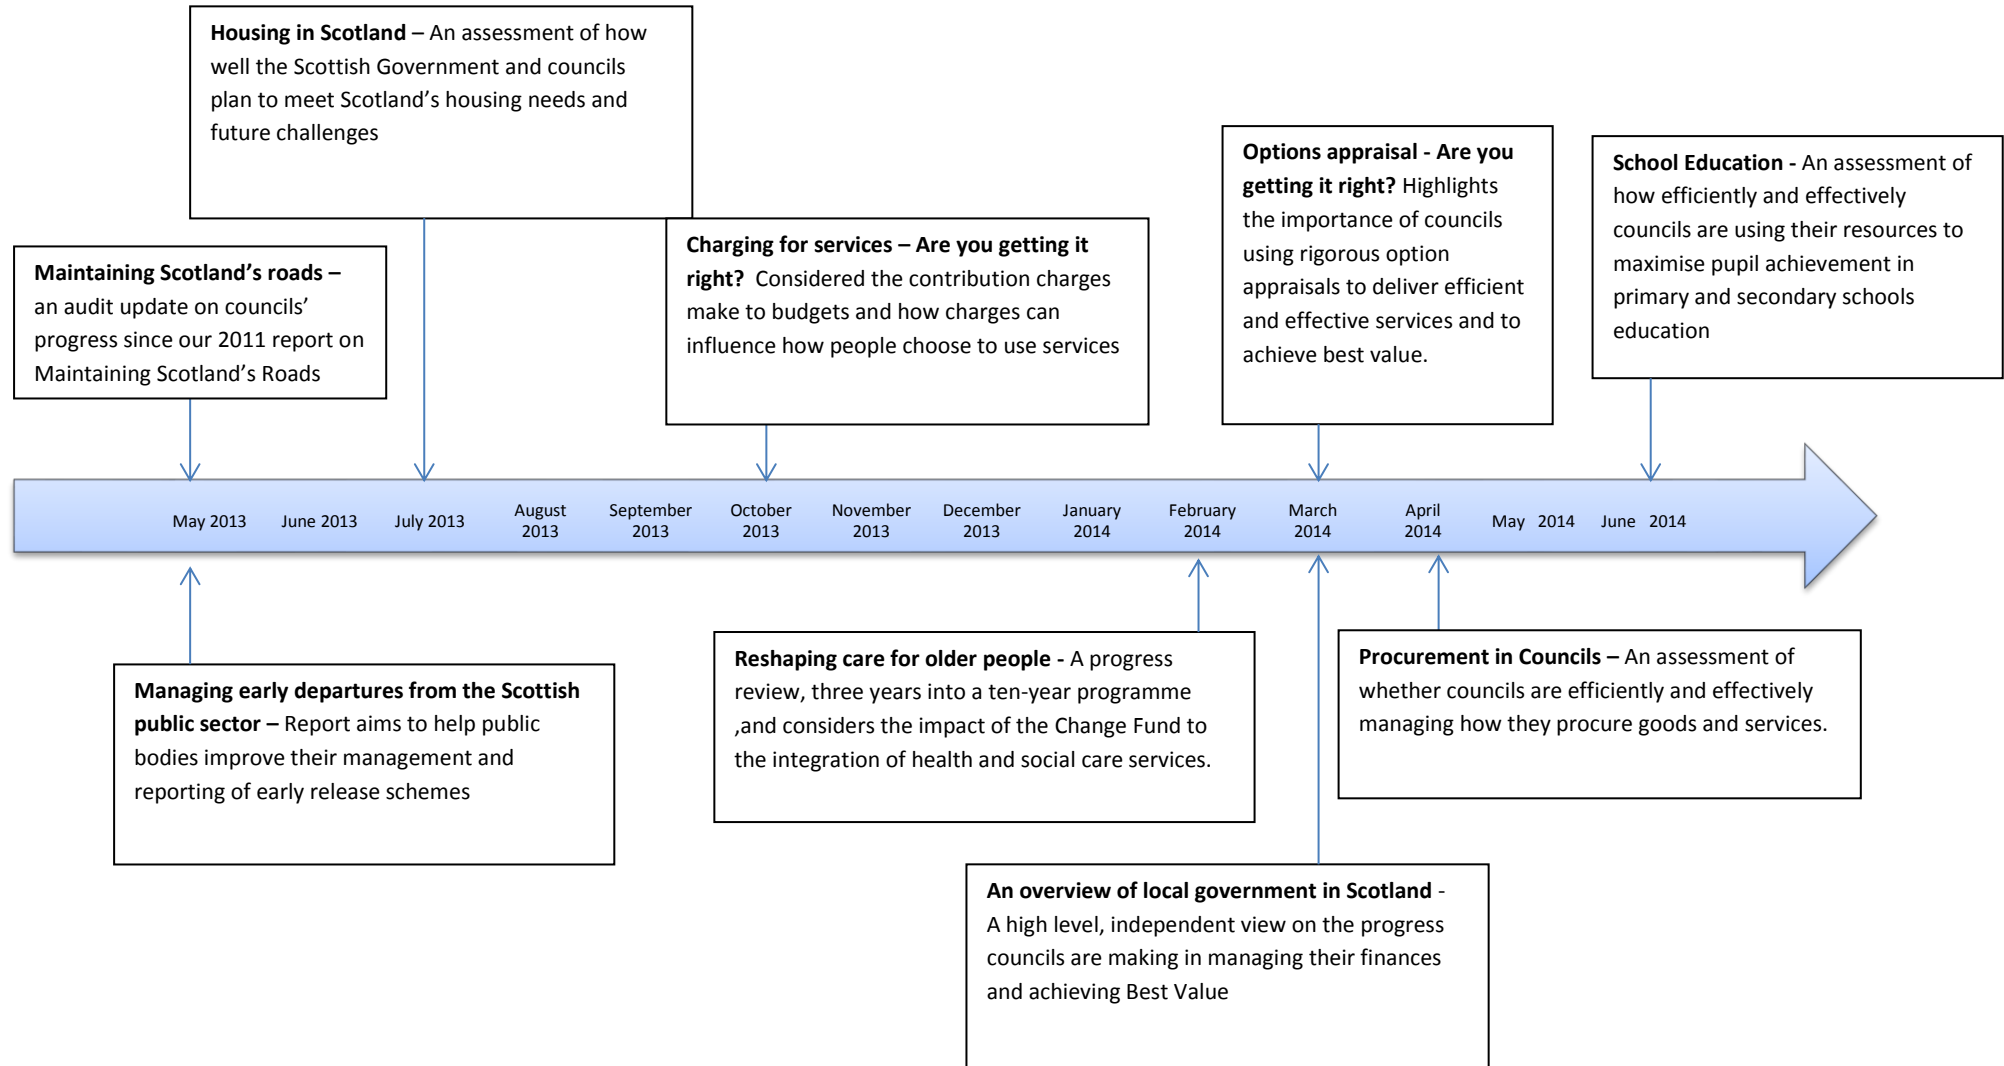 Housing in Scotland – An assessment of how
well the Scottish Government and councils
plan to meet Scotland's housing needs and
future challenges
Maintaining Scotland's roads –
an audit update on councils'
progress since our 2011 report on
Maintaining Scotland's Roads
Charging for services – Are you getting it
right?  Considered the contribution charges
make to budgets and how charges can
influence how people choose to use services
Options appraisal - Are you
getting it right? Highlights
the importance of councils
using rigorous option
appraisals to deliver efficient
and effective services and to
achieve best value.
School Education - An assessment of
how efficiently and effectively
councils are using their resources to
maximise pupil achievement in
primary and secondary schools
education
May 2013
June 2013
July 2013
August
2013
September
2013
October
2013
November
2013
December
2013
January
2014
February
2014
March
2014
April
2014
May   2014
June   2014
Managing early departures from the Scottish
public sector – Report aims to help public
bodies improve their management and
reporting of early release schemes
Reshaping care for older people - A progress
review, three years into a ten-year programme
,and considers the impact of the Change Fund to
the integration of health and social care services.
Procurement in Councils – An assessment of
whether councils are efficiently and effectively
managing how they procure goods and services.
An overview of local government in Scotland -
A high level, independent view on the progress
councils are making in managing their finances
and achieving Best Value